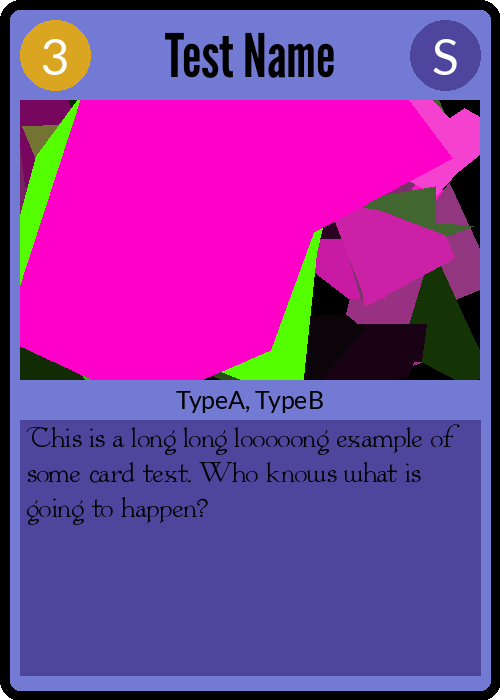 3 Test Name S
TypeA, TypeB
This is a long long looooong example of
some card text. Who knows what is
going to happen?